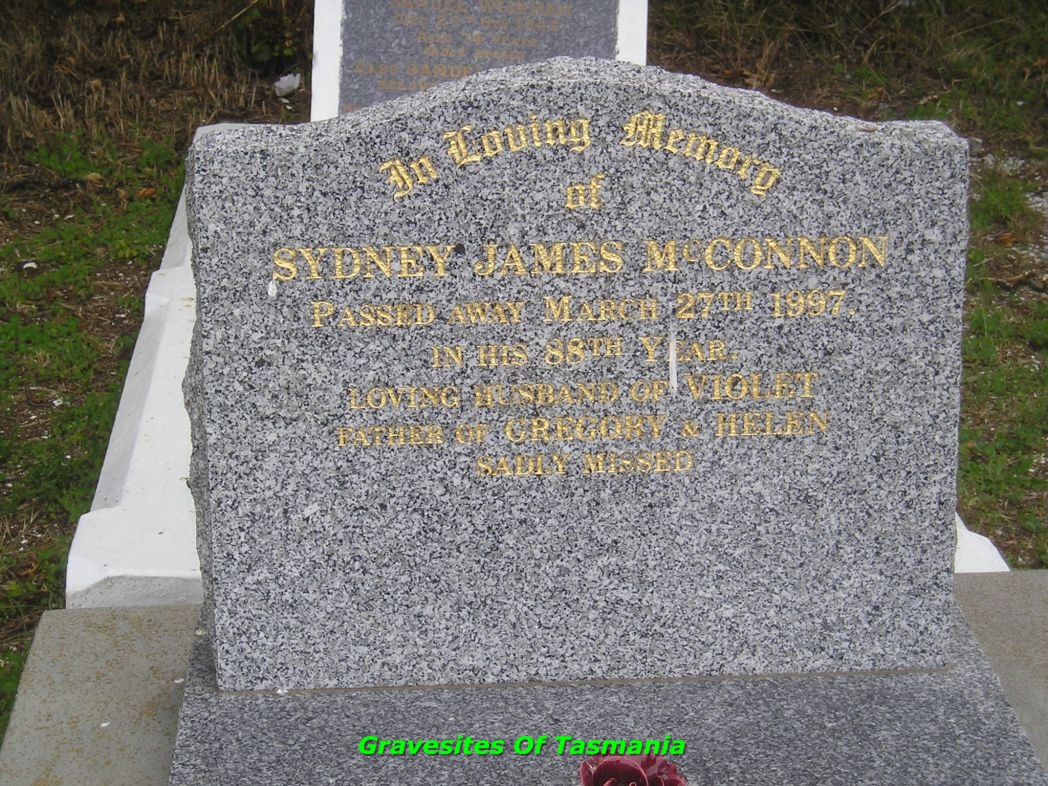 In Loving Memory
of
SYDNEY JAMES McCONNON
PASSED AWAY MARCH 27TH 1997,
IN HIS 88TH YEAR.
LOVING HUSBAND OF VIOLET
FATHER OF GREGORY & HELEN
SADLY MISSED
Gravesites Of Tasmania